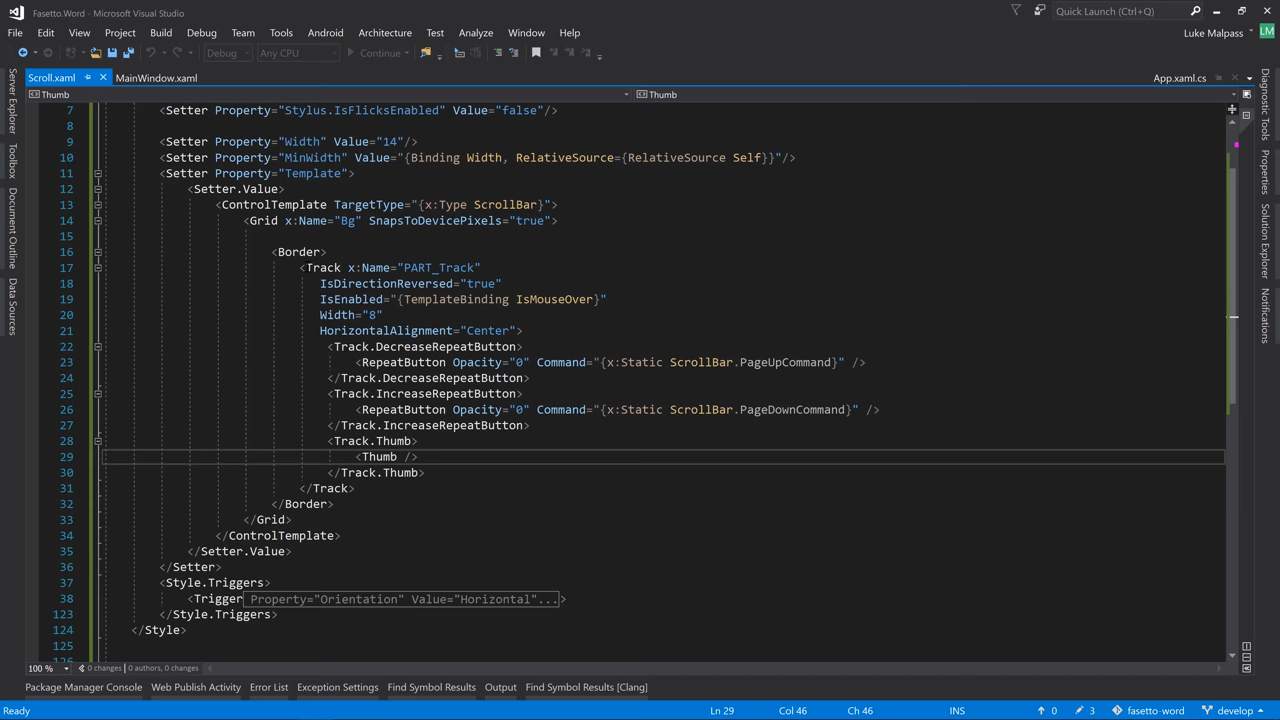 Fasetto.Word - Microsoft Visual Studio
Quick Launch (Ctrl+Q)
File Edit View Project Build Debug Team Tools Android Architecture Test Analyze Window Help
Luke Malpass LM
Debug Any CPU Continue
Scroll.xaml MainWindow.xaml App.xaml.cs
Thumb Thumb
Server Explorer
Toolbox
Document Outline
Data Sources
7 <Setter Property="Stylus.IsFlicksEnabled" Value="false"/>
8
9 <Setter Property="Width" Value="14"/>
10 <Setter Property="MinWidth" Value="{Binding Width, RelativeSource={RelativeSource Self}}"/>
11 <Setter Property="Template">
12 <Setter.Value>
13 <ControlTemplate TargetType="{x:Type ScrollBar}">
14 <Grid x:Name="Bg" SnapsToDevicePixels="true">
15
16 <Border>
17 <Track x:Name="PART_Track"
18 IsDirectionReversed="true"
19 IsEnabled="{TemplateBinding IsMouseOver}"
20 Width="8"
21 HorizontalAlignment="Center">
22 <Track.DecreaseRepeatButton>
23 <RepeatButton Opacity="0" Command="{x:Static ScrollBar.PageUpCommand}" />
24 </Track.DecreaseRepeatButton>
25 <Track.IncreaseRepeatButton>
26 <RepeatButton Opacity="0" Command="{x:Static ScrollBar.PageDownCommand}" />
27 </Track.IncreaseRepeatButton>
28 <Track.Thumb>
29 <Thumb />
30 </Track.Thumb>
31 </Track>
32 </Border>
33 </Grid>
34 </ControlTemplate>
35 </Setter.Value>
36 </Setter>
37 <Style.Triggers>
38 <Trigger Property="Orientation" Value="Horizontal"...>
123 </Style.Triggers>
124 </Style>
125
Diagnostic Tools
Properties
Solution Explorer
Notifications
100 % 0 changes | 0 authors, 0 changes
Package Manager Console Web Publish Activity Error List Exception Settings Find Symbol Results Output Find Symbol Results [Clang]
Ready Ln 29 Col 46 Ch 46 INS 0 3 fasetto-word develop